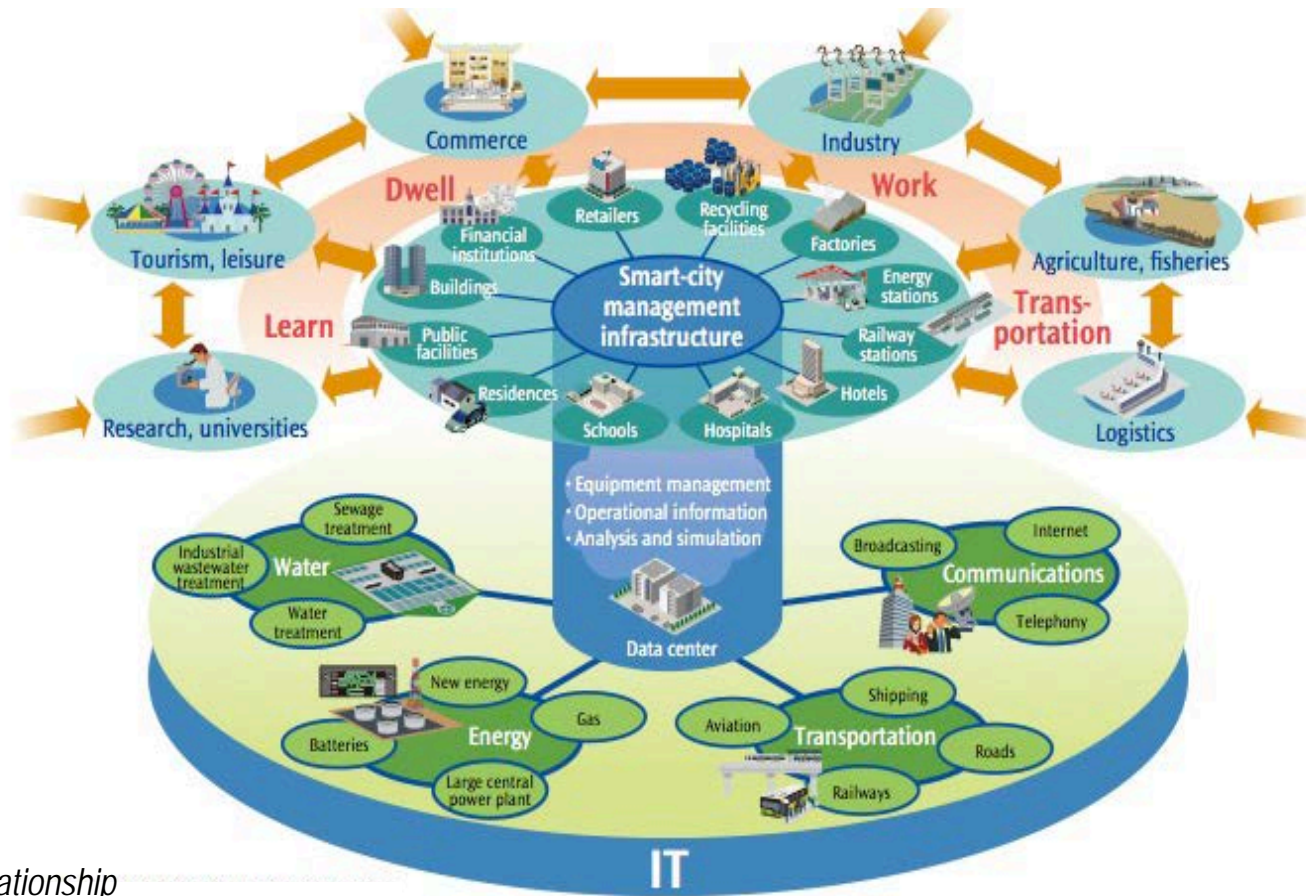 Commerce
Industry
Dwell
Work
Retailers
Recycling
facilities
Financial
institutions
Factories
Tourism, leisure
Agriculture, fisheries
Smart-city
management
infrastructure
Buildings
Energy
stations
Learn
Trans-
portation
Public
facilities
Railway
stations
Residences
Hotels
Schools
Hospitals
Research, universities
Logistics
• Equipment management
• Operational information
• Analysis and simulation
Data center
Sewage
treatment
Industrial
wastewater
treatment
Water
Water
treatment
Broadcasting
Internet
Communications
Telephony
New energy
Gas
Batteries
Energy
Large central
power plant
Shipping
Aviation
Transportation
Roads
Railways
IT
ationship